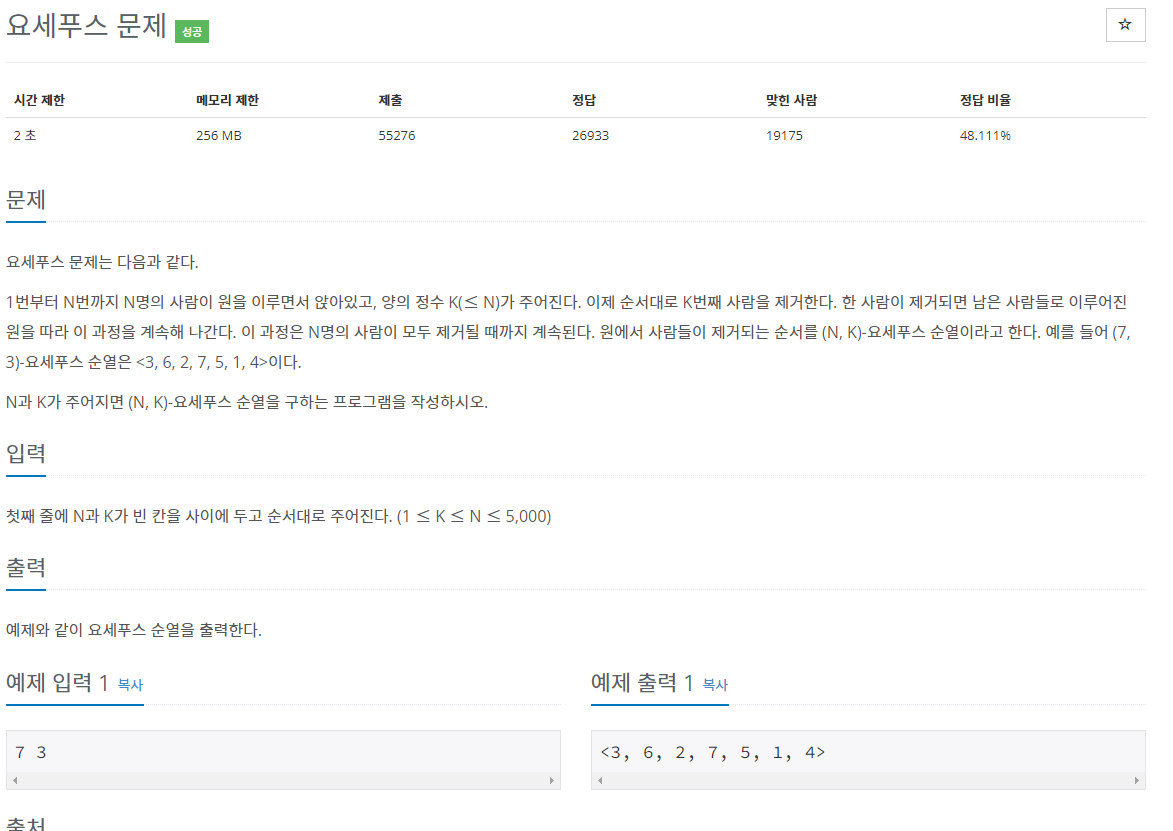 요세푸스 문제 성공
☆
시간 제한 메모리 제한 제출 정답 맞힌 사람 정답 비율
2 초 256 MB 55276 26933 19175 48.111%
문제
요세푸스 문제는 다음과 같다.
1번부터 N번까지 N명의 사람이 원을 이루면서 앉아있고, 양의 정수 K(≤ N)가 주어진다. 이제 순서대로 K번째 사람을 제거한다. 한 사람이 제거되면 남은 사람들로 이루어진
원을 따라 이 과정을 계속해 나간다. 이 과정은 N명의 사람이 모두 제거될 때까지 계속된다. 원에서 사람들이 제거되는 순서를 (N, K)-요세푸스 순열이라고 한다. 예를 들어 (7,
3)-요세푸스 순열은 <3, 6, 2, 7, 5, 1, 4>이다.
N과 K가 주어지면 (N, K)-요세푸스 순열을 구하는 프로그램을 작성하시오.
입력
첫째 줄에 N과 K가 빈 칸을 사이에 두고 순서대로 주어진다. (1 ≤ K ≤ N ≤ 5,000)
출력
예제와 같이 요세푸스 순열을 출력한다.
예제 입력 1 복사
7 3
예제 출력 1 복사
<3, 6, 2, 7, 5, 1, 4>
출처